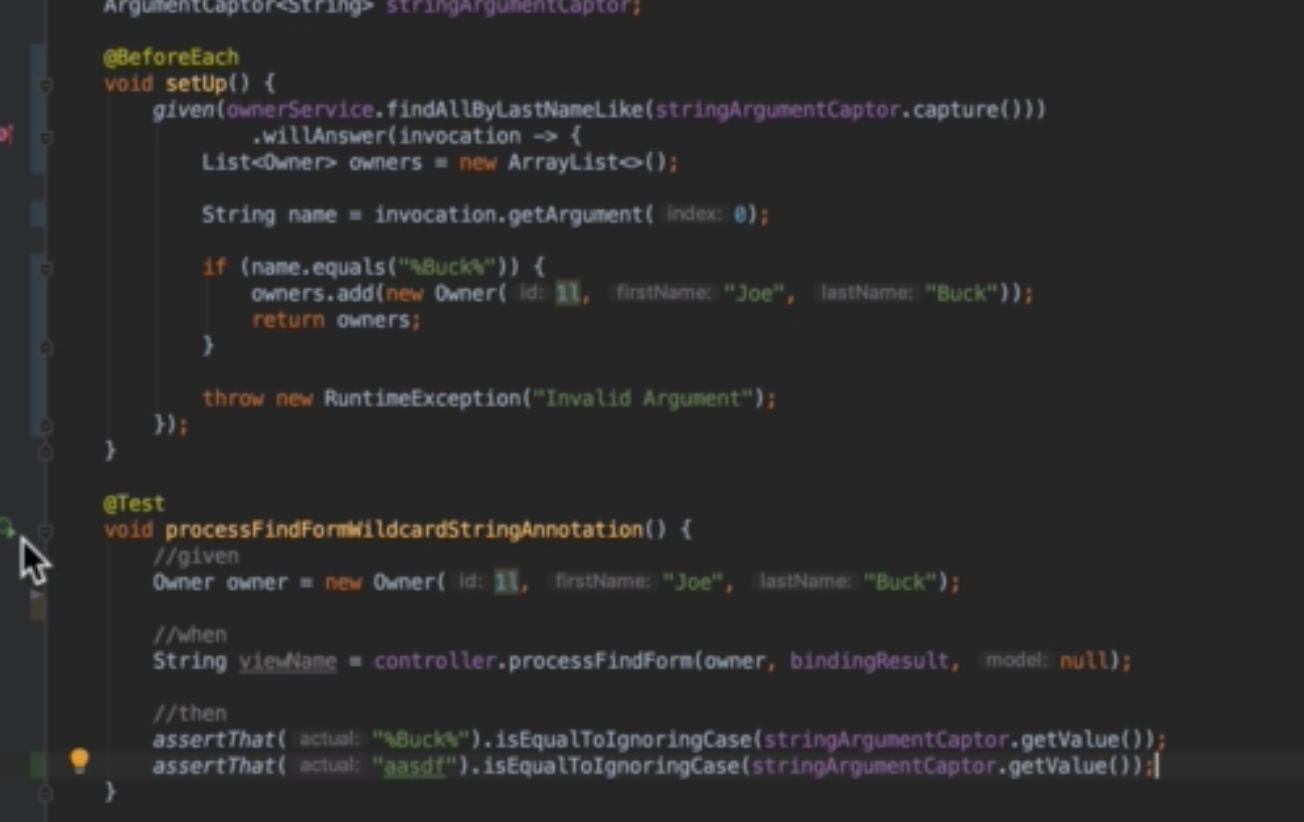 ArgumentCaptor<String> stringArgumentCaptor;
@BeforeEach
void setUp() {
given(ownerService.findAllByLastNameLike(stringArgumentCaptor.capture()))
.willAnswer(invocation -> {
List<Owner> owners = new ArrayList<>();
String name = invocation.getArgument( index: 0);
if (name.equals("%Buck%")) {
owners.add(new Owner( id: 1l, firstName: "Joe", lastName: "Buck"));
return owners;
}
throw new RuntimeException("Invalid Argument");
});
}
@Test
void processFindFormWildcardStringAnnotation() {
//given
Owner owner = new Owner( id: 1l, firstName: "Joe", lastName: "Buck");
//when
String viewName = controller.processFindForm(owner, bindingResult, model: null);
//then
assertThat( actual: "%Buck%").isEqualToIgnoringCase(stringArgumentCaptor.getValue());
assertThat( actual: "aasdf").isEqualToIgnoringCase(stringArgumentCaptor.getValue());
}